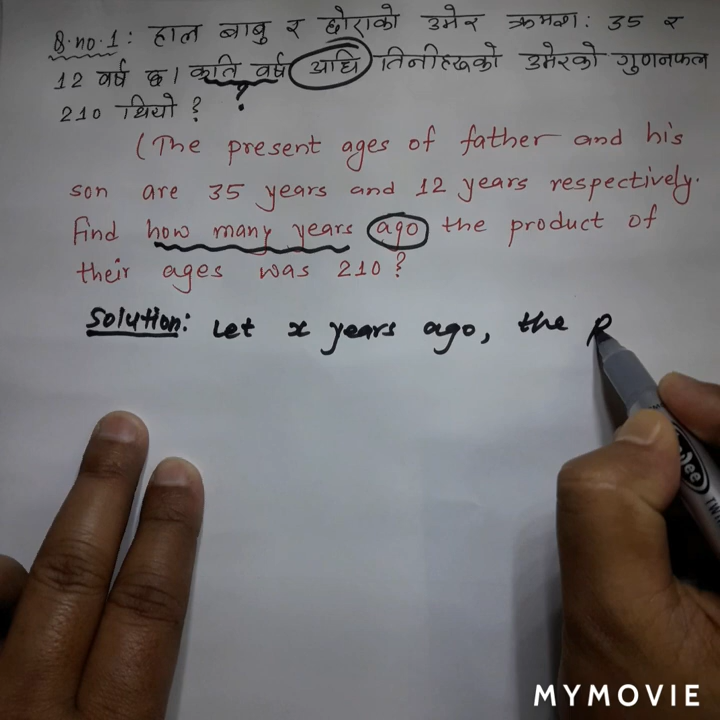 Q.no.1: हाल बाबु र छोराको उमेर क्रमश: 35 र
12 वर्ष छ। कति वर्ष अघि तिनीहरूको उमेरको गुणनफल
210 थियो ?
?
(The present ages of father and his
son are 35 years and 12 years respectively.
Find how many years ago the product of
their ages was 210?
Solution: Let x years ago, the P
MYMOVIE